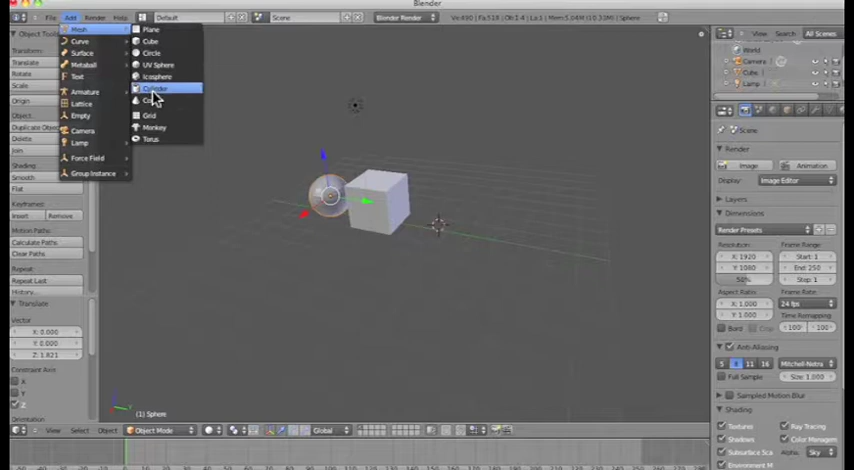 Blender
File Add Render Help Default Scene Blender Render Ve:490 | Fa:518 | Ob:1-4 | La:1 | Mem:5.04M (10.33M) | Sphere
Mesh
Curve
Surface
Metaball
Text
Armature
Lattice
Empty
Camera
Lamp
Force Field
Group Instance
Plane
Cube
Circle
UV Sphere
Icosphere
Cylinder
Grid
Monkey
Torus
Object Tools
Transform:
Translate
Rotate
Scale
Origin
Object:
Duplicate Objects
Delete
Join
Shading:
Smooth
Flat
Keyframes:
Insert Remove
Motion Paths:
Calculate Paths
Clear Paths
Repeat:
Repeat Last
History...
Translate
Vector
X: 0.000
Y: 0.000
Z: 1.821
Constraint Axis
X
Y
Z
Orientation
(1) Sphere
View Select Object Object Mode Global
View Search All Scenes
World
Camera
Cube
Lamp
Scene
Render
Image
Display: Image Editor
Layers
Dimensions
Render Presets
Resolution: Frame Range:
X: 1920 Start: 1
Y: 1080 End: 250
50% Step: 1
Aspect Ratio: Frame Rate:
X: 1.000 24 fps
Y: 1.000 Time Remapping
Bord Crop 100 100
Anti-Aliasing
5 8 11 16 Mitchell-Netra
Full Sample Size: 1.000
Sampled Motion Blur
Shading
Textures Ray Tracing
Shadows Color Managem
Subsurface Sca Alpha: Sky